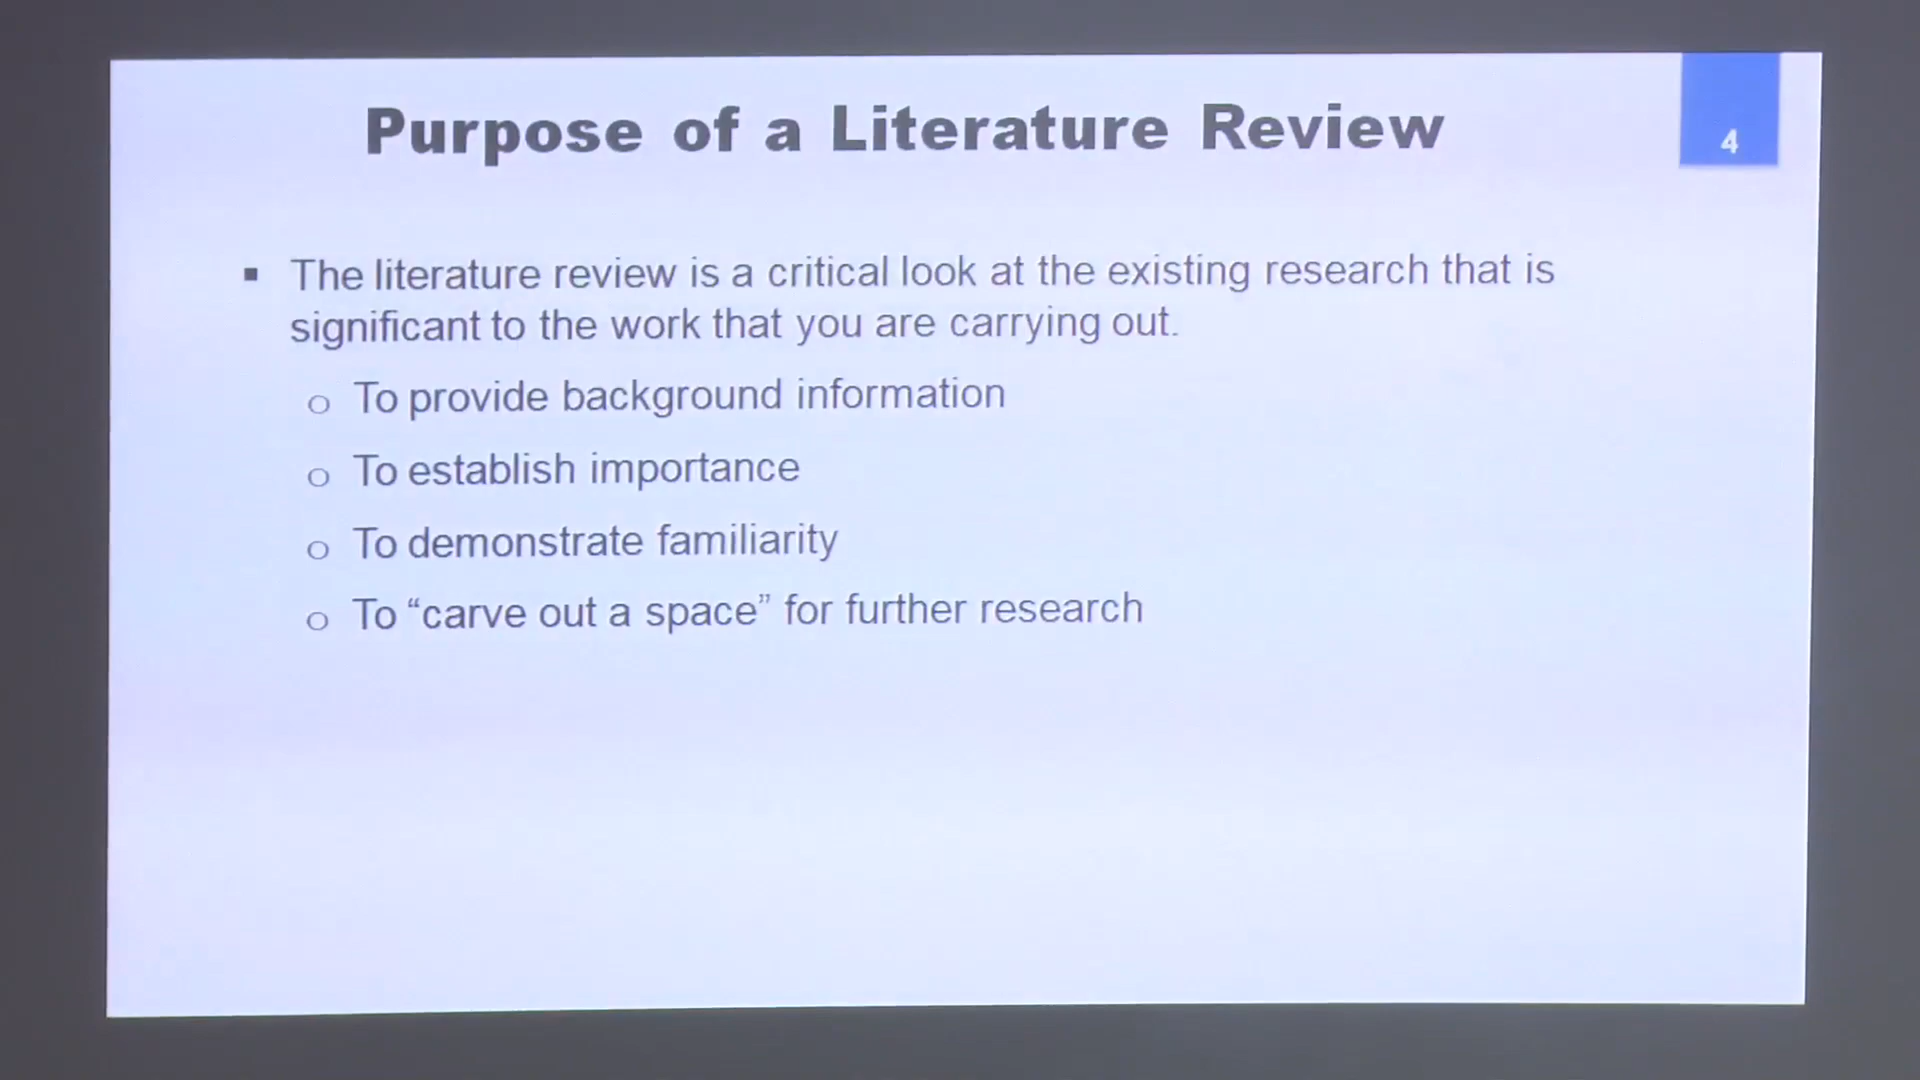 Purpose of a Literature Review
4
▪ The literature review is a critical look at the existing research that is
significant to the work that you are carrying out.
o To provide background information
o To establish importance
o To demonstrate familiarity
o To “carve out a space” for further research